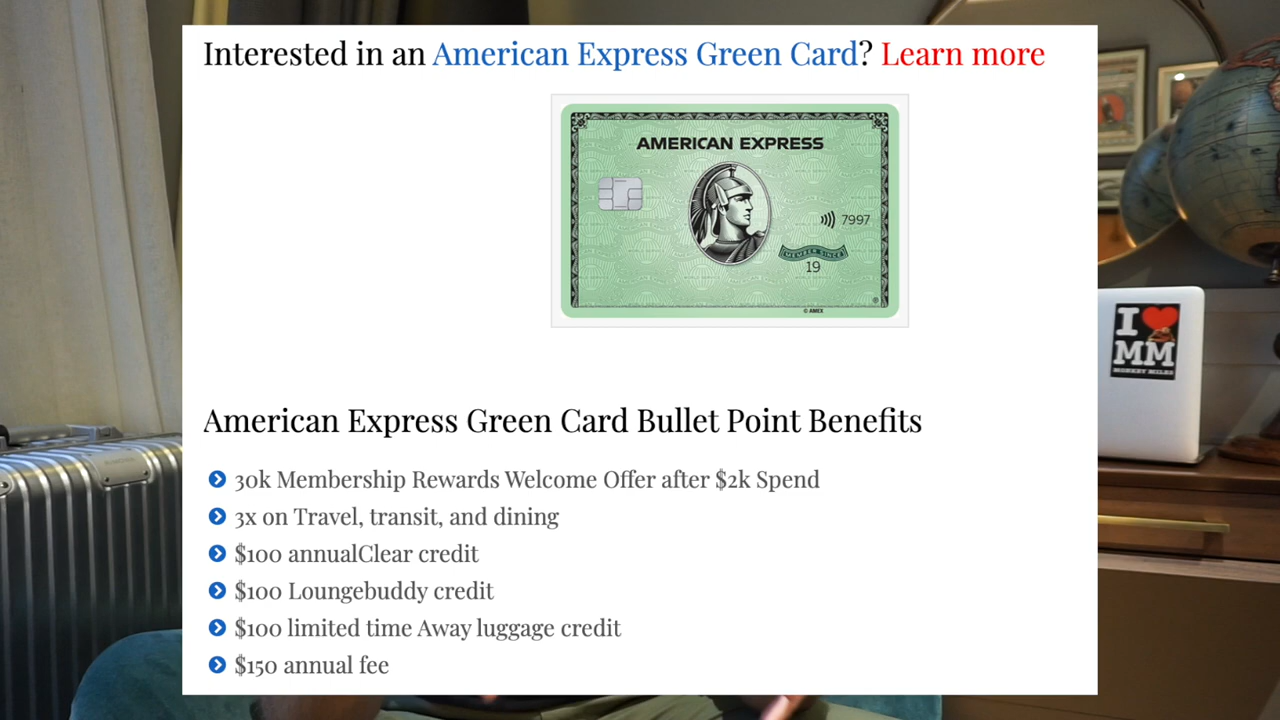 Interested in an American Express Green Card? Learn more
AMERICAN EXPRESS
7997
MEMBER SINCE
19
® 
© AMEX
I ❤
MM
MONKEY MILES
American Express Green Card Bullet Point Benefits
30k Membership Rewards Welcome Offer after $2k Spend
3x on Travel, transit, and dining
$100 annualClear credit
$100 Loungebuddy credit
$100 limited time Away luggage credit
$150 annual fee